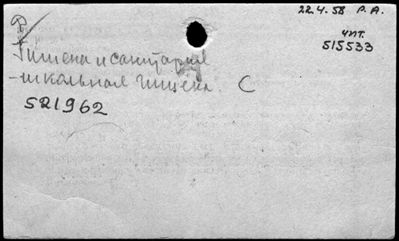 22.4.58 Р.А.
чит.
515533
Р
Гигиена и санитария
-школьная гигиена. С
521962